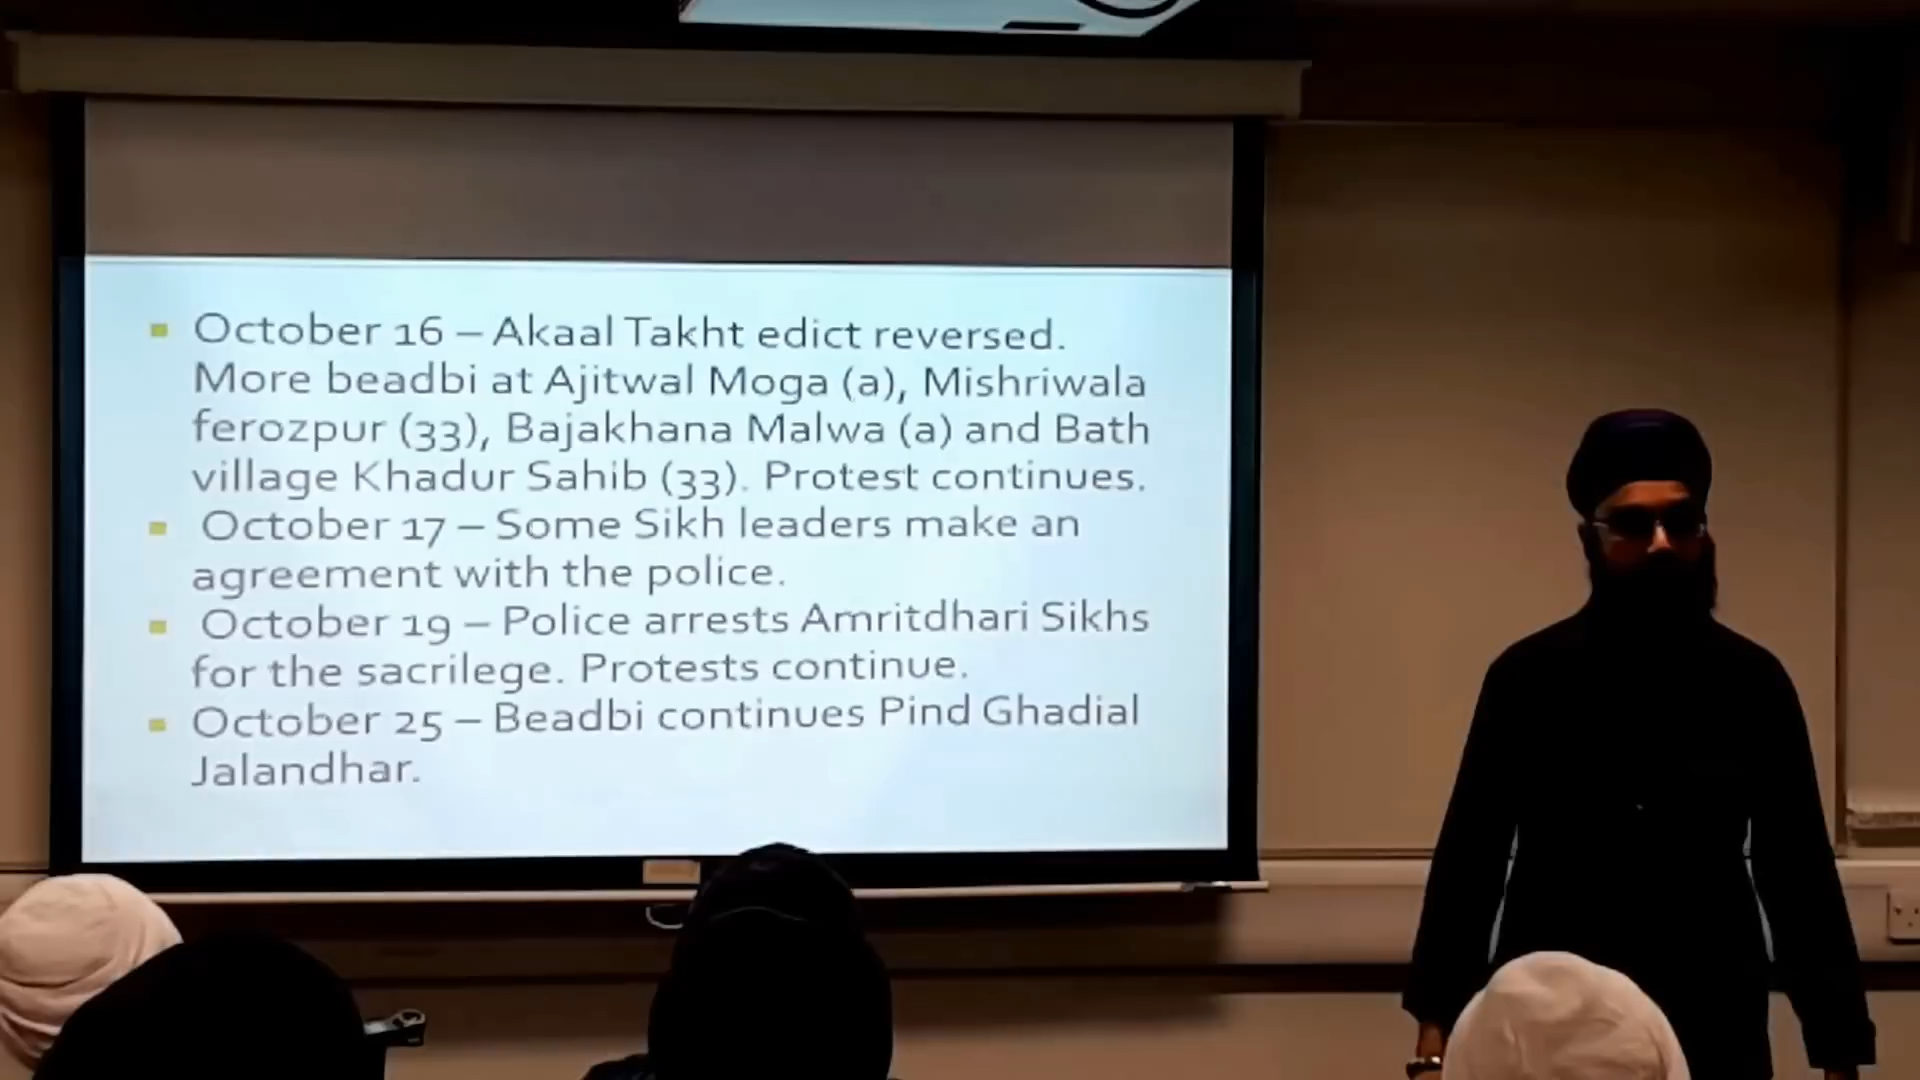 October 16 – Akaal Takht edict reversed.
More beadbi at Ajitwal Moga (a), Mishriwala
ferozpur (33), Bajakhana Malwa (a) and Bath
village Khadur Sahib (33). Protest continues.
October 17 – Some Sikh leaders make an
agreement with the police.
October 19 – Police arrests Amritdhari Sikhs
for the sacrilege. Protests continue.
October 25 – Beadbi continues Pind Ghadial
Jalandhar.